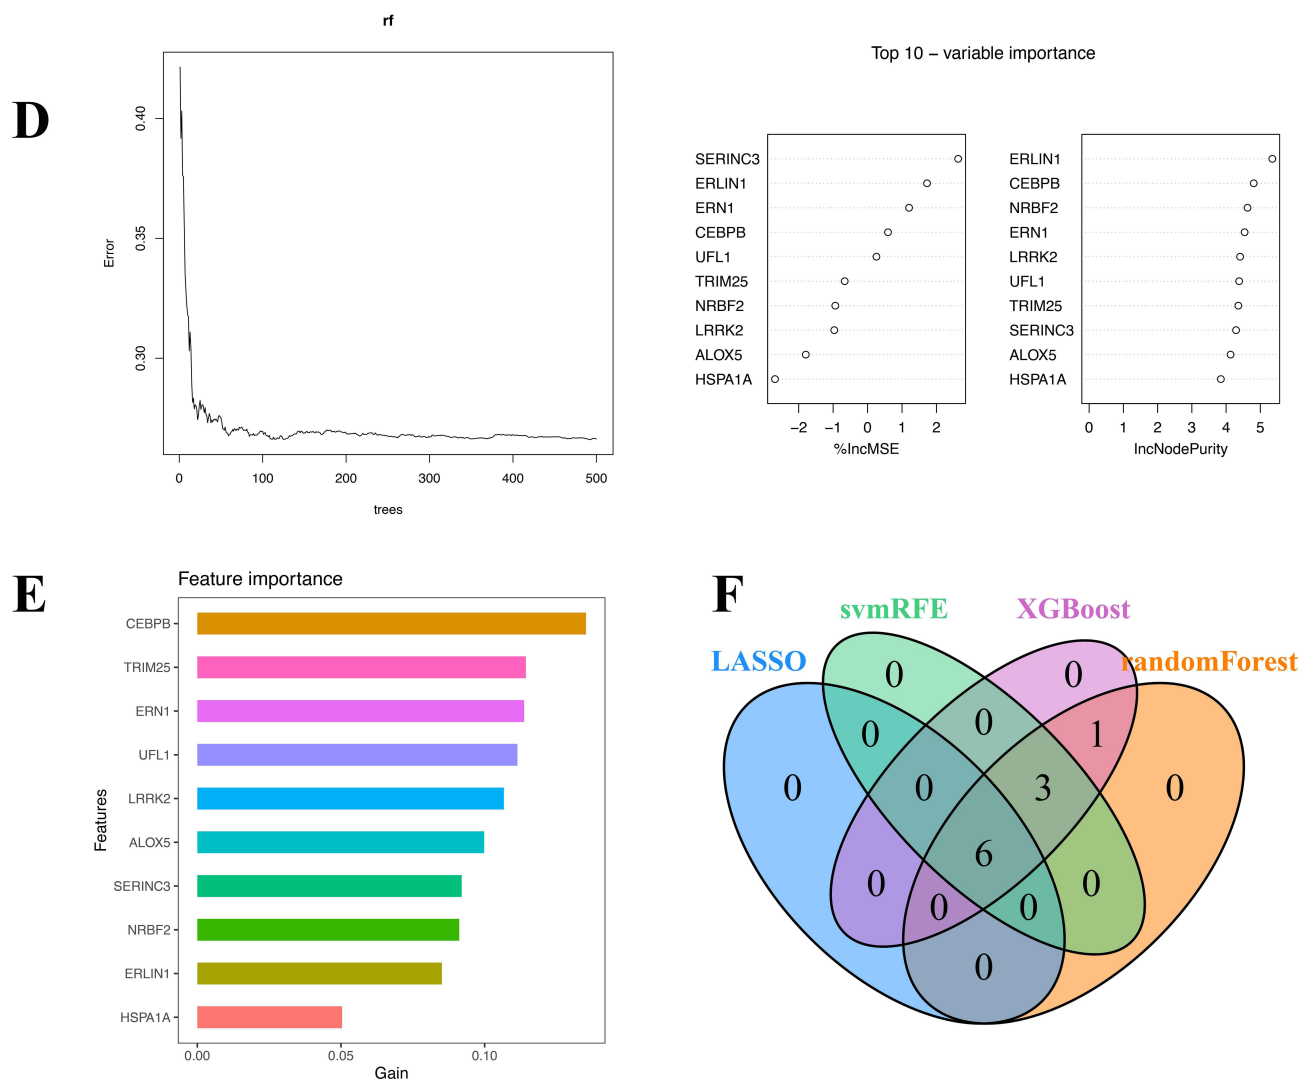 D
rf
Error
0.40
0.35
0.30
0 100 200 300 400 500
trees
Top 10 – variable importance
SERINC3
ERLIN1
ERN1
CEBPB
UFL1
TRIM25
NRBF2
LRRK2
ALOX5
HSPA1A
−2 −1 0 1 2
%IncMSE
ERLIN1
CEBPB
NRBF2
ERN1
LRRK2
UFL1
TRIM25
SERINC3
ALOX5
HSPA1A
0 1 2 3 4 5
IncNodePurity
E
Feature importance
Features
CEBPB
TRIM25
ERN1
UFL1
LRRK2
ALOX5
SERINC3
NRBF2
ERLIN1
HSPA1A
0.00 0.05 0.10
Gain
F
svmRFE XGBoost
LASSO randomForest
0 0
0 0 1
0 0 3 0
6
0 0
0 0
0